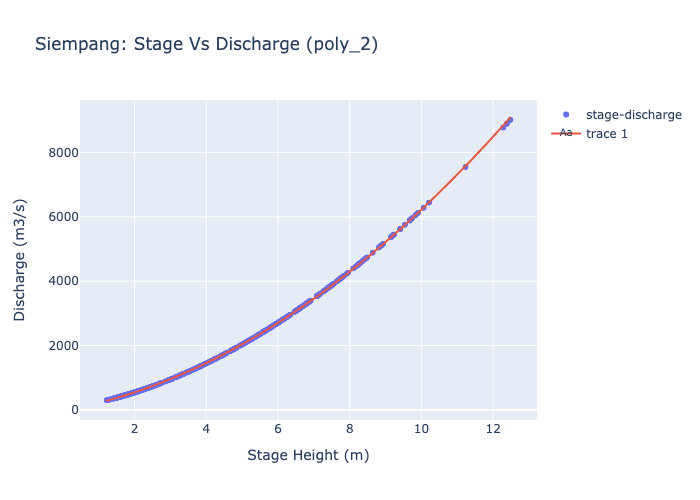 Siempang: Stage Vs Discharge (poly_2)
stage-discharge
Aa trace 1
8000
6000
4000
2000
0
Discharge (m3/s)
2 4 6 8 10 12
Stage Height (m)